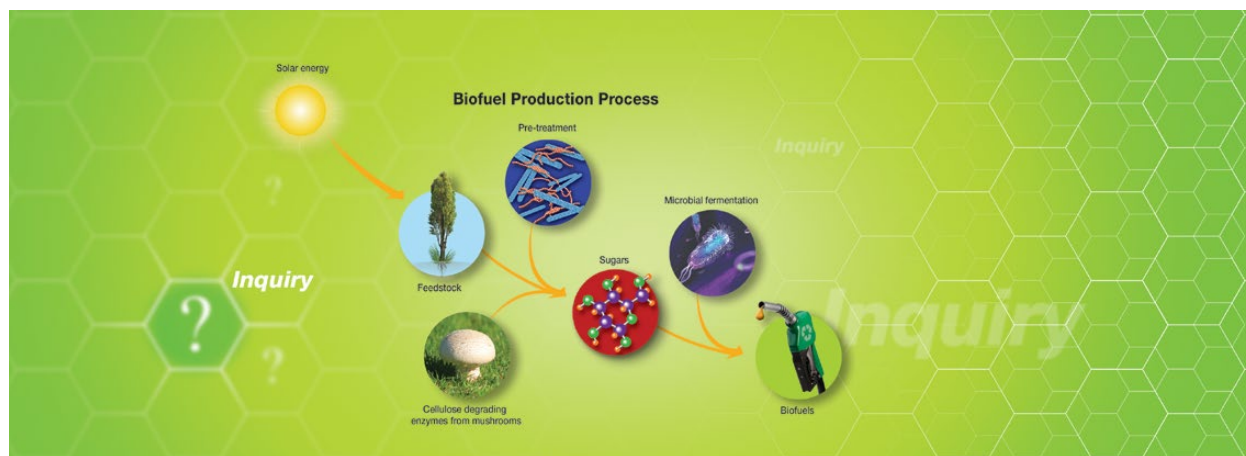 Solar energy
Biofuel Production Process
Pre-treatment
Inquiry
?
Microbial fermentation
Sugars
Inquiry
Feedstock
?
Inquiry
?
Cellulose degrading
enzymes from mushrooms
Biofuels